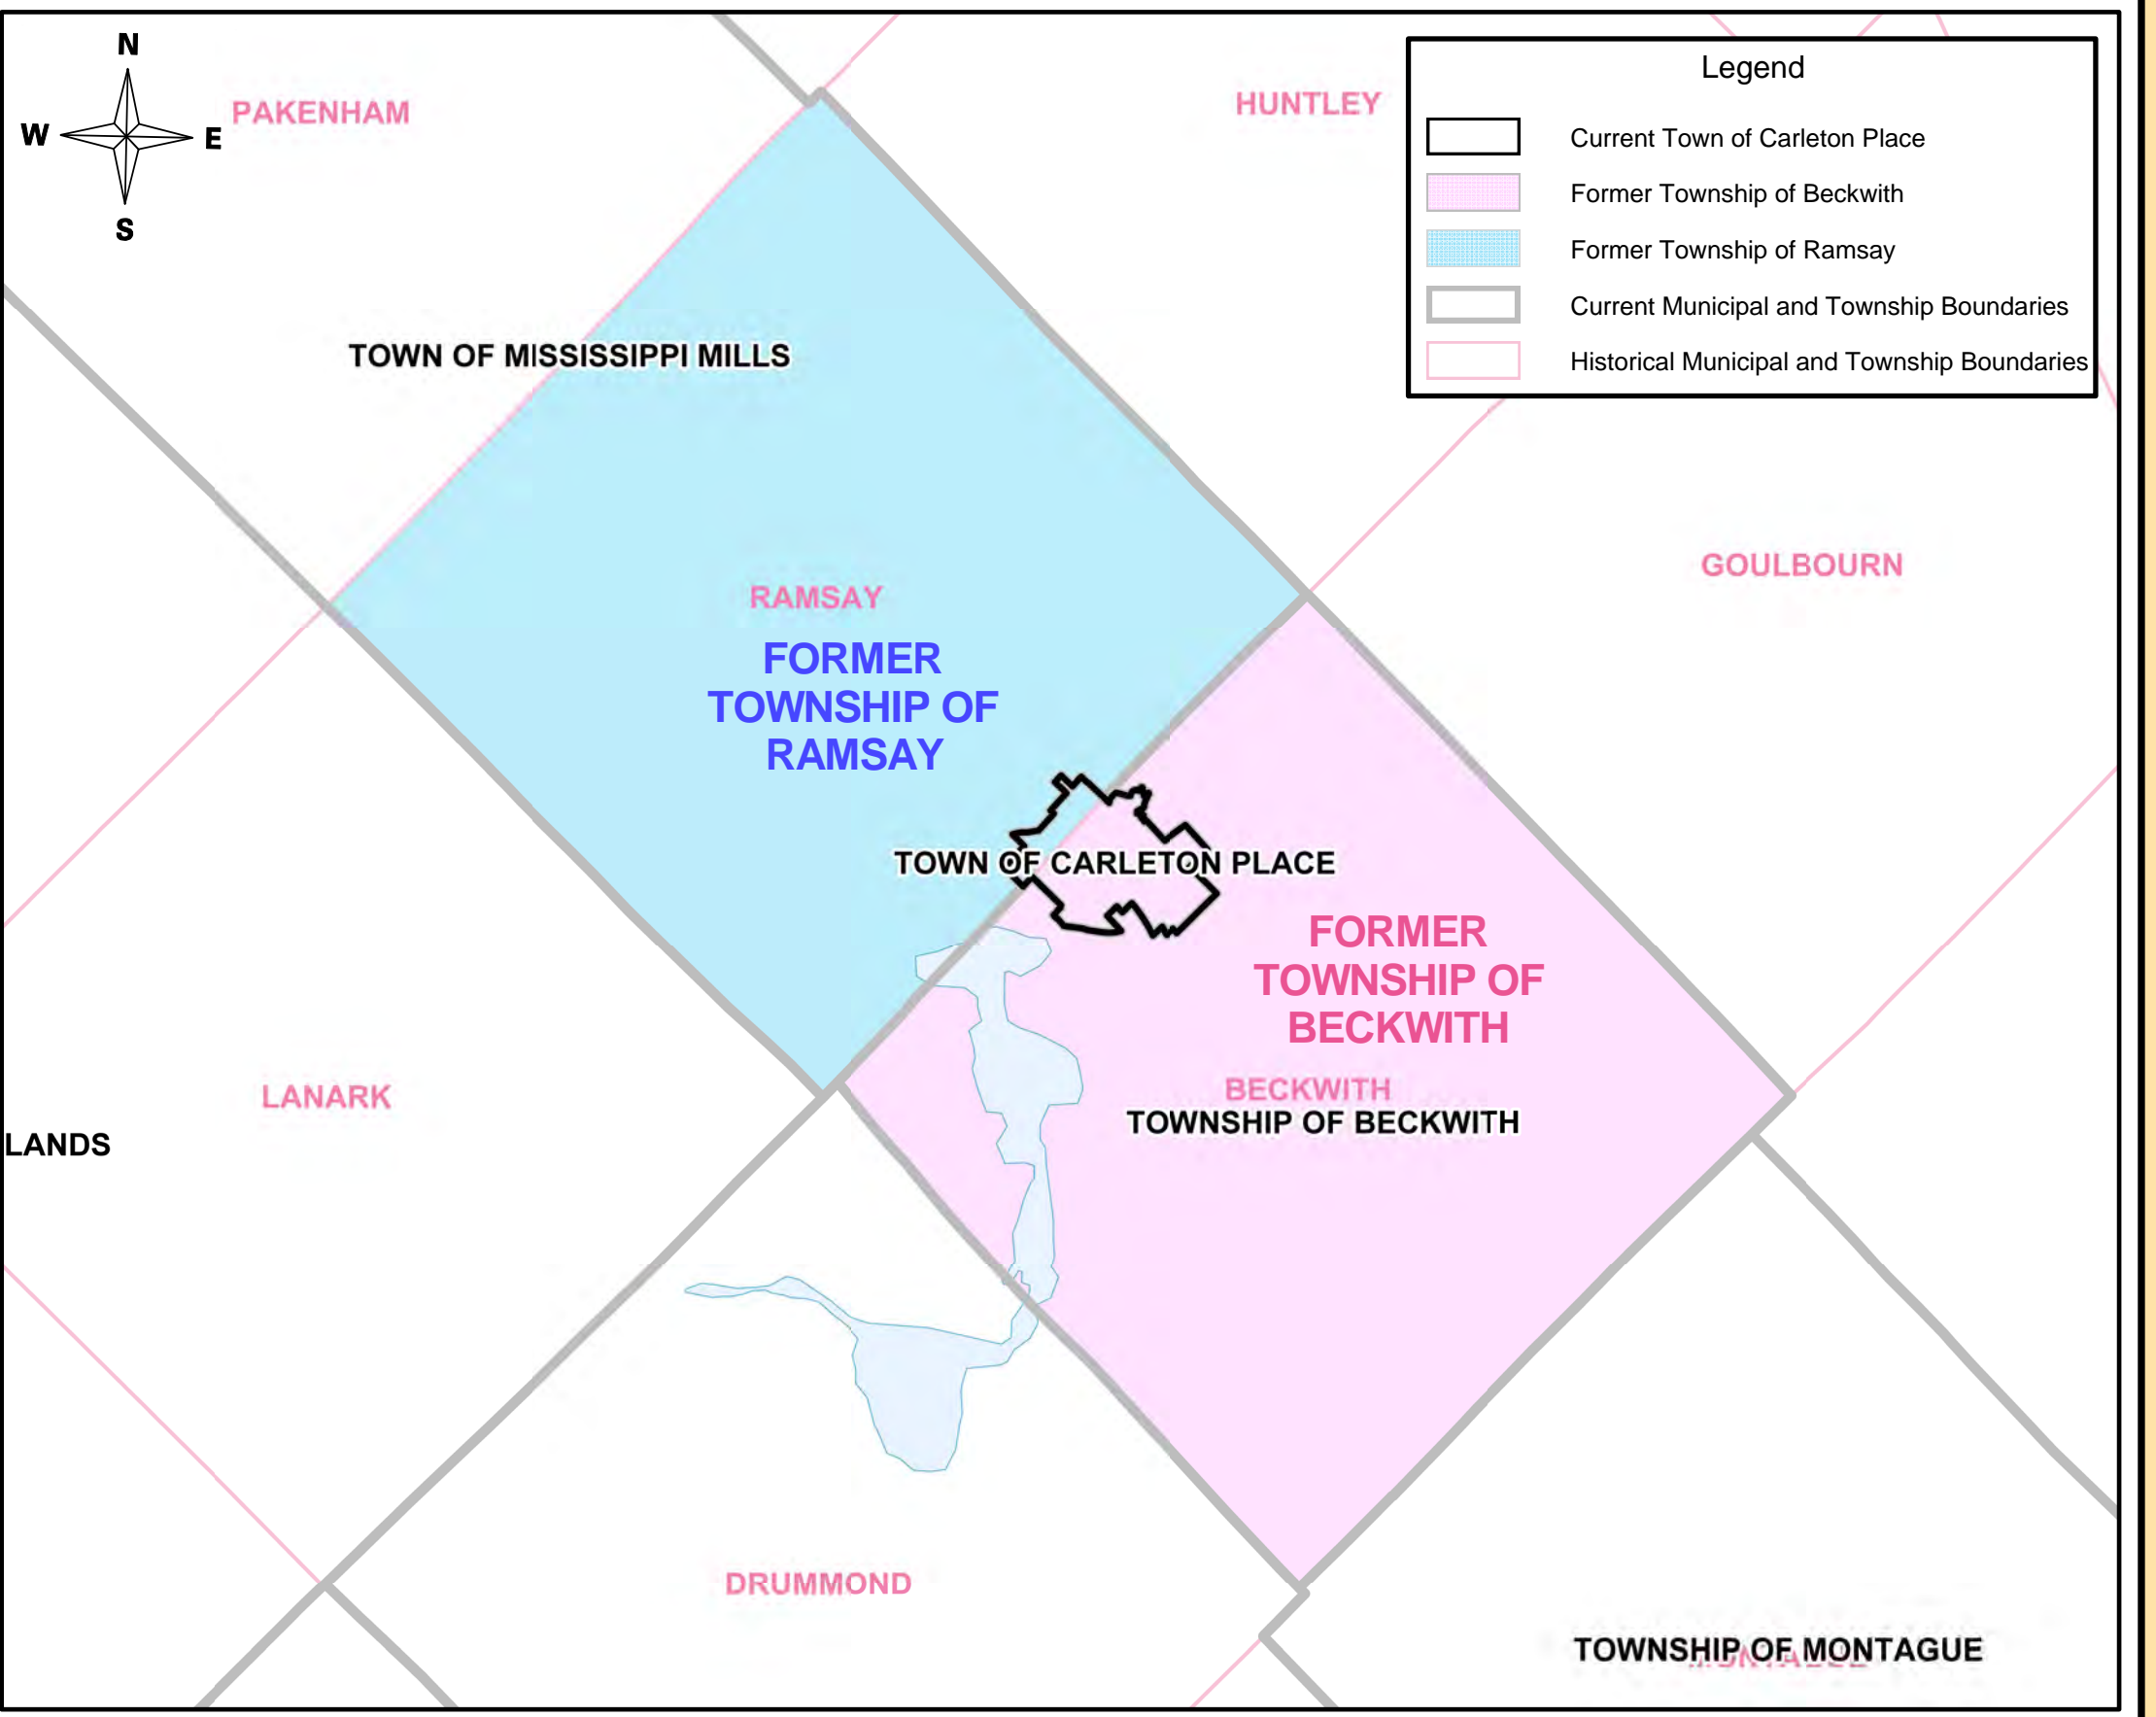 N
W
E
S
PAKENHAM
HUNTLEY
Legend
Current Town of Carleton Place
Former Township of Beckwith
Former Township of Ramsay
Current Municipal and Township Boundaries
Historical Municipal and Township Boundaries
TOWN OF MISSISSIPPI MILLS
GOULBOURN
RAMSAY
FORMER
TOWNSHIP OF
RAMSAY
TOWN OF CARLETON PLACE
FORMER
TOWNSHIP OF
BECKWITH
BECKWITH
TOWNSHIP OF BECKWITH
LANARK
LANDS
DRUMMOND
TOWNSHIP OF MONTAGUE